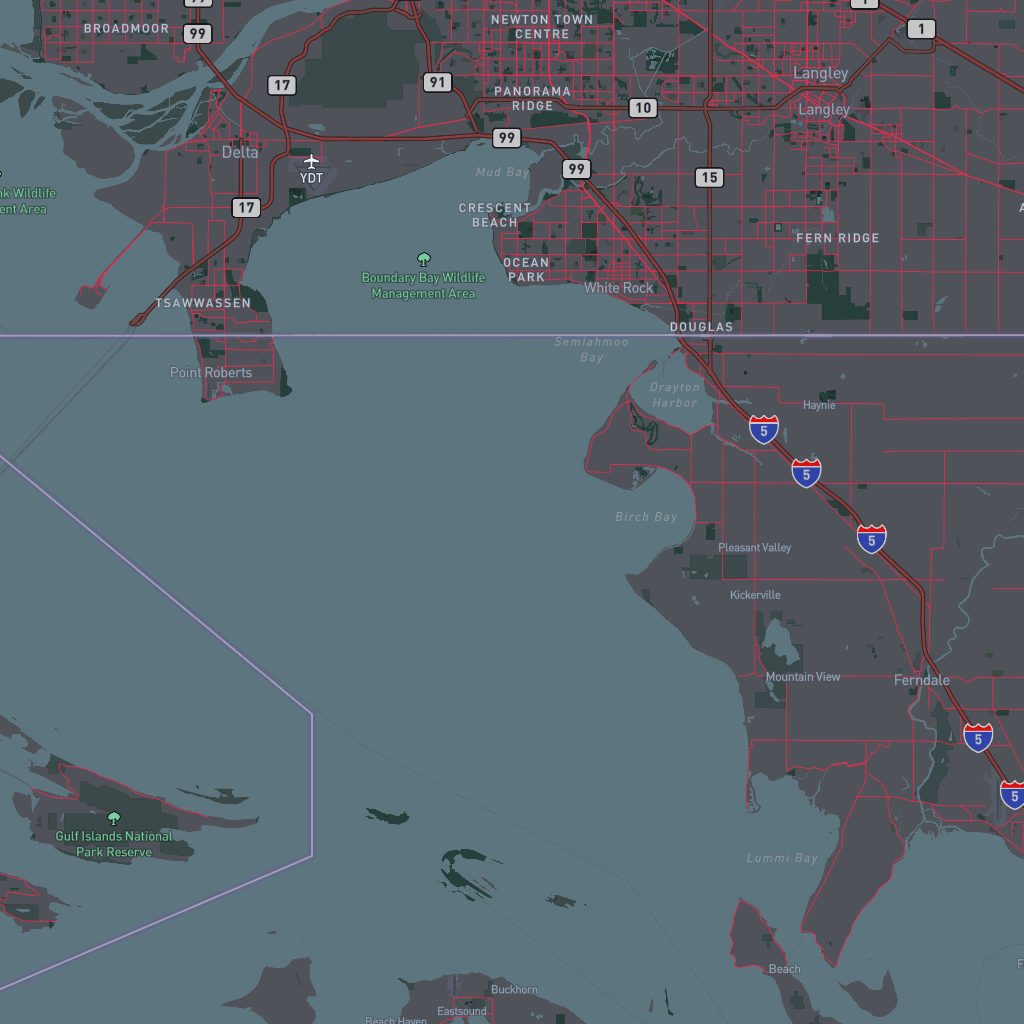 99
BROADMOOR
99
NEWTON TOWN
CENTRE
1
1
17
91
PANORAMA
RIDGE
10
Langley
Langley
99
Delta
YDT
Mud Bay
99
15
17
CRESCENT
BEACH
FERN RIDGE
A
nk Wildlife
ent Area
OCEAN
PARK
Boundary Bay Wildlife
Management Area
White Rock
TSAWWASSEN
DOUGLAS
Semiahmoo
Bay
Point Roberts
Drayton
Harbor
Haynie
5
5
Birch Bay
5
Pleasant Valley
Kickerville
Mountain View
Ferndale
5
5
Gulf Islands National
Park Reserve
Lummi Bay
Beach
F
Buckhorn
Eastsound
Beach Haven